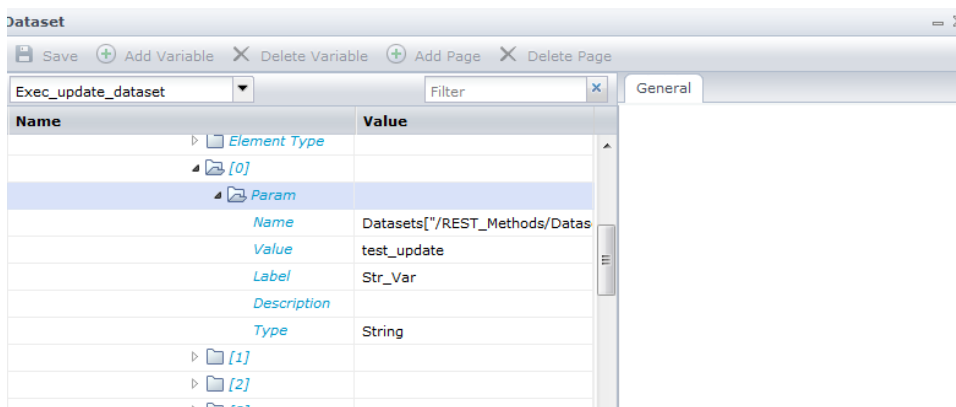 Dataset
Save Add Variable Delete Variable Add Page Delete Page
Exec_update_dataset Filter General
Name Value
Element Type
[0]
Param
Name Datasets["/REST_Methods/Datas
Value test_update
Label Str_Var
Description
Type String
[1]
[2]